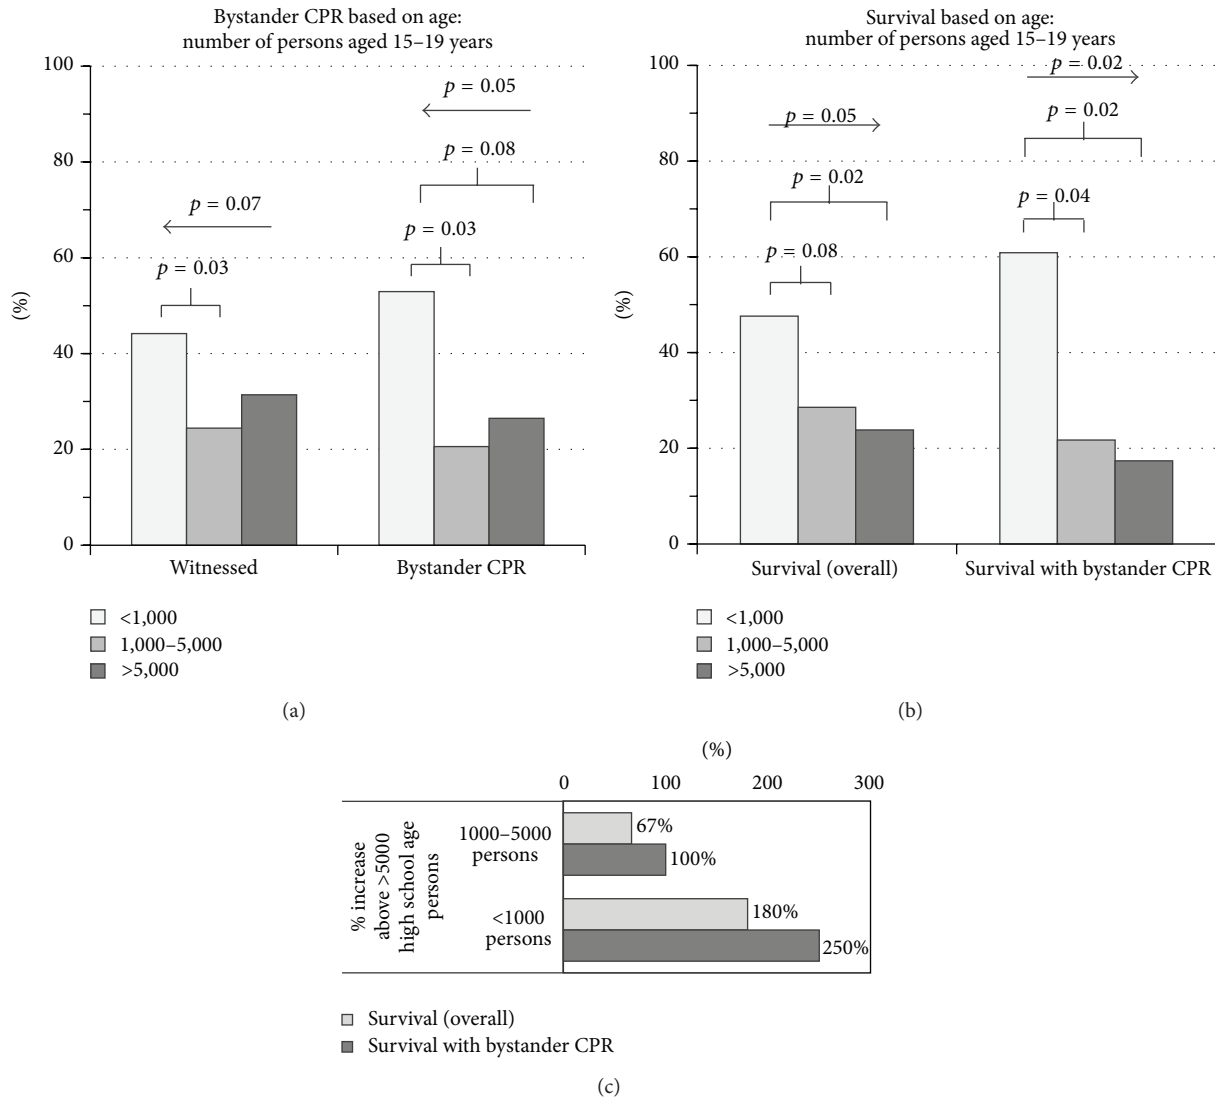 Bystander CPR based on age:
number of persons aged 15–19 years
100
80
60
40
20
0
(%)
p = 0.05
p = 0.08
p = 0.07
p = 0.03
p = 0.03
Witnessed
Bystander CPR
<1,000
1,000–5,000
>5,000
(a)
Survival based on age:
number of persons aged 15–19 years
100
80
60
40
20
0
(%)
p = 0.02
p = 0.05
p = 0.02
p = 0.02
p = 0.04
p = 0.08
Survival (overall)
Survival with bystander CPR
<1,000
1,000–5,000
>5,000
(b)
(%)
0 100 200 300
% increase
above >5000
high school age
persons
1000–5000
persons
67%
100%
<1000
persons
180%
250%
Survival (overall)
Survival with bystander CPR
(c)